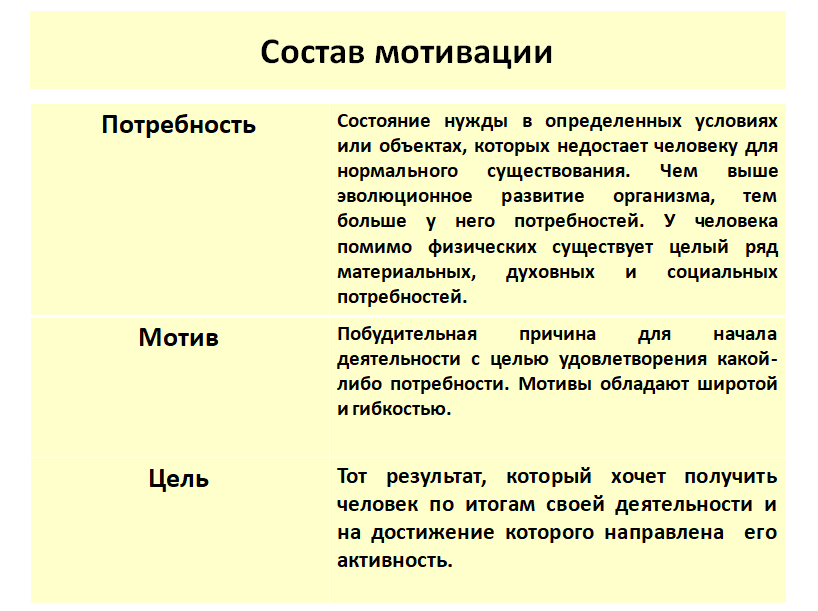 Состав мотивации
Потребность
Состояние нужды в определенных условиях
или объектах, которых недостает человеку для
нормального существования. Чем выше
эволюционное развитие организма, тем
больше у него потребностей. У человека
помимо физических существует целый ряд
материальных, духовных и социальных
потребностей.
Мотив
Побудительная причина для начала
деятельности с целью удовлетворения какой-
либо потребности. Мотивы обладают широтой
и гибкостью.
Цель
Тот результат, который хочет получить
человек по итогам своей деятельности и
на достижение которого направлена его
активность.